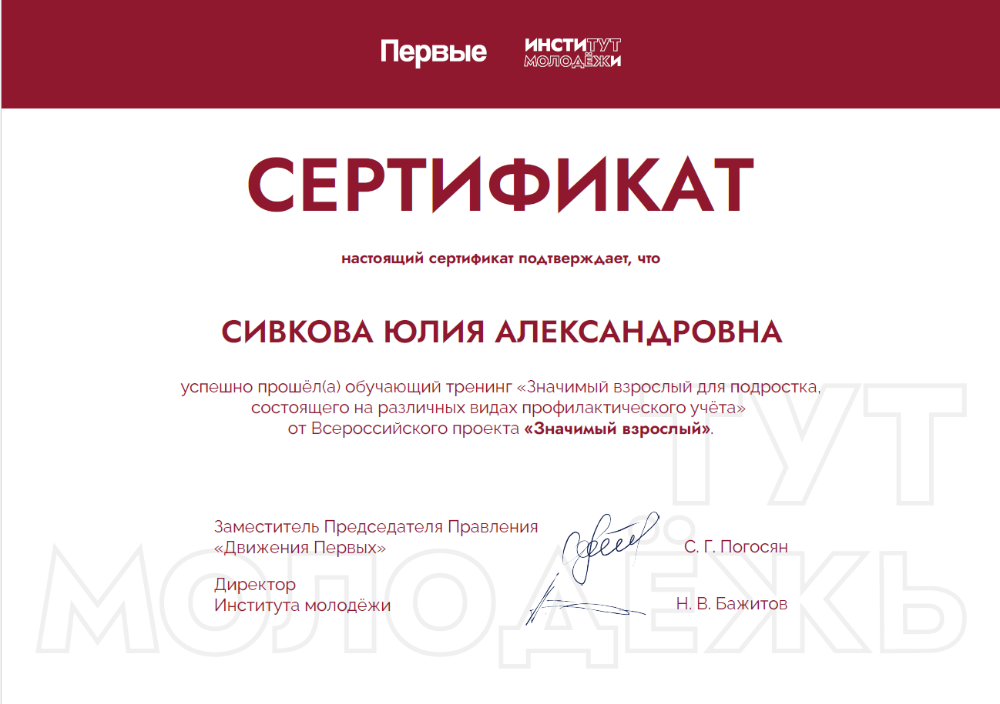 Первые
ИНСТИТУТ
МОЛОДЁЖИ
СЕРТИФИКАТ
настоящий сертификат подтверждает, что
СИВКОВА ЮЛИЯ АЛЕКСАНДРОВНА
успешно прошёл(а) обучающий тренинг «Значимый взрослый для подростка,
состоящего на различных видах профилактического учёта»
от Всероссийского проекта «Значимый взрослый».
ТУТ
МОЛОДЁЖЬ
Заместитель Председателя Правления
«Движения Первых»
С. Г. Погосян
Директор
Института молодёжи
Н. В. Бажитов